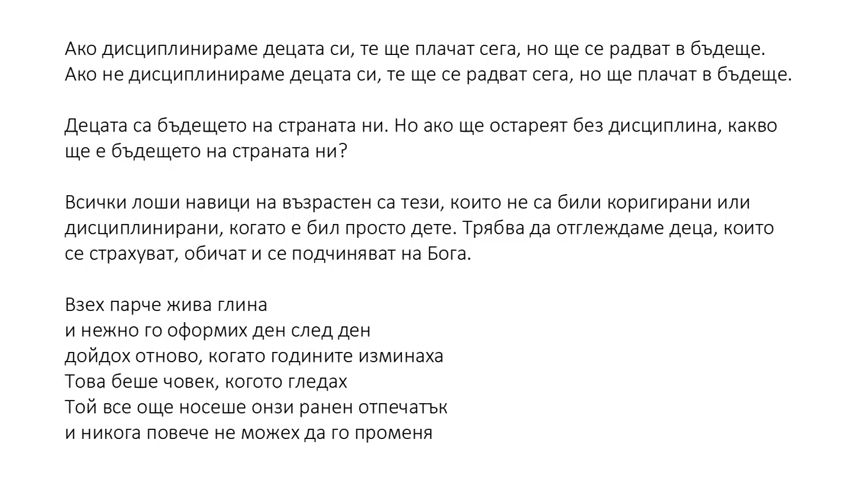 Ако дисциплинираме децата си, те ще плачат сега, но ще се радват в бъдеще.
Ако не дисциплинираме децата си, те ще се радват сега, но ще плачат в бъдеще.
Децата са бъдещето на страната ни. Но ако ще остареят без дисциплина, какво
ще е бъдещето на страната ни?
Всички лоши навици на възрастен са тези, които не са били коригирани или
дисциплинирани, когато е бил просто дете. Трябва да отглеждаме деца, които
се страхуват, обичат и се подчиняват на Бога.
Взех парче жива глина
и нежно го оформих ден след ден
дойдох отново, когато годините изминаха
Това беше човек, когото гледах
Той все още носеше онзи ранен отпечатък
и никога повече не можех да го променя